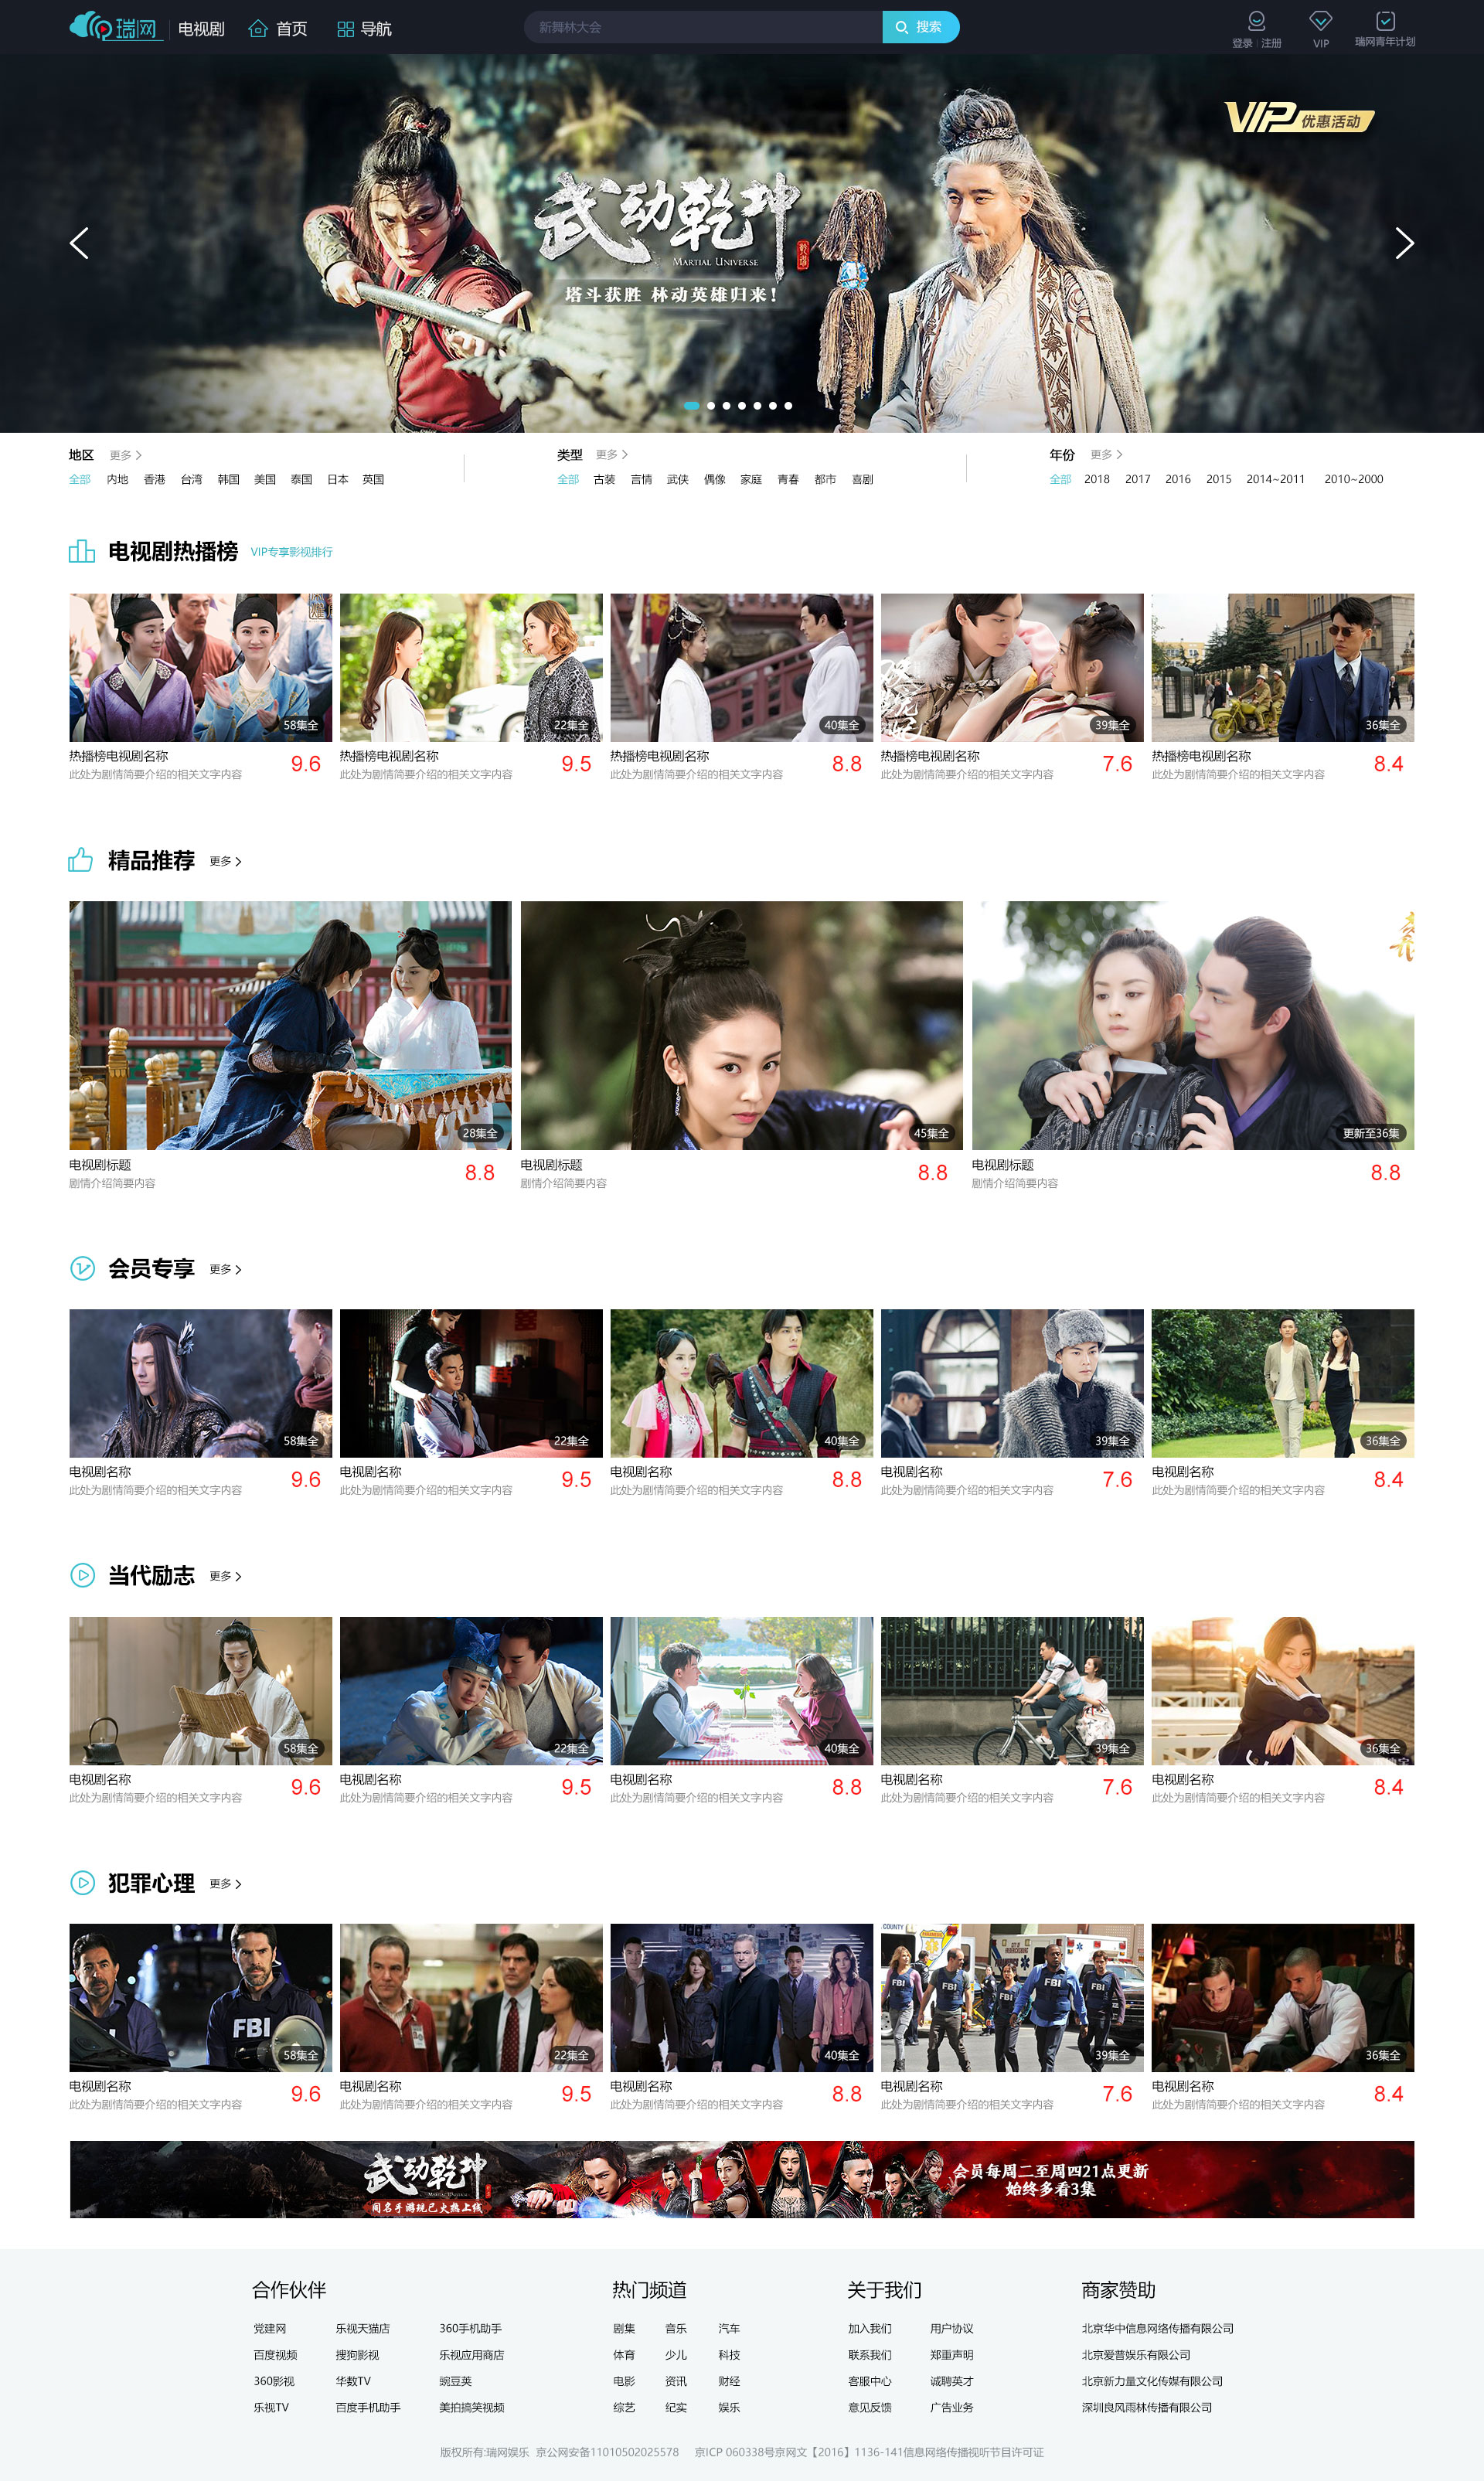 瑞网 电视剧 首页 导航 新舞林大会 搜索 登录 | 注册 VIP 瑞网青年计划
VIP优惠活动
武动乾坤
MARTIAL UNIVERSE
塔斗获胜 林动英雄归来!
地区 更多
全部 内地 香港 台湾 韩国 美国 泰国 日本 英国
类型 更多
全部 古装 言情 武侠 偶像 家庭 青春 都市 喜剧
年份 更多
全部 2018 2017 2016 2015 2014~2011 2010~2000
电视剧热播榜 VIP专享影视排行
58集全 22集全 40集全 39集全 36集全
热播榜电视剧名称 9.6 热播榜电视剧名称 9.5 热播榜电视剧名称 8.8 热播榜电视剧名称 7.6 热播榜电视剧名称 8.4
此处为剧情简要介绍的相关文字内容 此处为剧情简要介绍的相关文字内容 此处为剧情简要介绍的相关文字内容 此处为剧情简要介绍的相关文字内容 此处为剧情简要介绍的相关文字内容
精品推荐 更多
28集全 45集全 更新至36集
电视剧标题 8.8 电视剧标题 8.8 电视剧标题 8.8
剧情介绍简要内容 剧情介绍简要内容 剧情介绍简要内容
会员专享 更多
58集全 22集全 40集全 39集全 36集全
电视剧名称 9.6 电视剧名称 9.5 电视剧名称 8.8 电视剧名称 7.6 电视剧名称 8.4
此处为剧情简要介绍的相关文字内容 此处为剧情简要介绍的相关文字内容 此处为剧情简要介绍的相关文字内容 此处为剧情简要介绍的相关文字内容 此处为剧情简要介绍的相关文字内容
当代励志 更多
58集全 22集全 40集全 39集全 36集全
电视剧名称 9.6 电视剧名称 9.5 电视剧名称 8.8 电视剧名称 7.6 电视剧名称 8.4
此处为剧情简要介绍的相关文字内容 此处为剧情简要介绍的相关文字内容 此处为剧情简要介绍的相关文字内容 此处为剧情简要介绍的相关文字内容 此处为剧情简要介绍的相关文字内容
犯罪心理 更多
COUNTY
FBI FBI FBI FBI
58集全 22集全 40集全 39集全 36集全
电视剧名称 9.6 电视剧名称 9.5 电视剧名称 8.8 电视剧名称 7.6 电视剧名称 8.4
此处为剧情简要介绍的相关文字内容 此处为剧情简要介绍的相关文字内容 此处为剧情简要介绍的相关文字内容 此处为剧情简要介绍的相关文字内容 此处为剧情简要介绍的相关文字内容
武动乾坤
MARTIAL UNIVERSE
同名手游现已火热上线
会员每周二至周四21点更新
始终多看3集
合作伙伴 热门频道 关于我们 商家赞助
党建网 乐视天猫店 360手机助手 剧集 音乐 汽车 加入我们 用户协议 北京华中信息网络传播有限公司
百度视频 搜狗影视 乐视应用商店 体育 少儿 科技 联系我们 郑重声明 北京爱普娱乐有限公司
360影视 华数TV 豌豆荚 电影 资讯 财经 客服中心 诚聘英才 北京新力量文化传媒有限公司
乐视TV 百度手机助手 美拍搞笑视频 综艺 纪实 娱乐 意见反馈 广告业务 深圳良风雨林传播有限公司
版权所有:瑞网娱乐 京公网安备11010502025578 京ICP 060338号京网文【2016】1136-141信息网络传播视听节目许可证